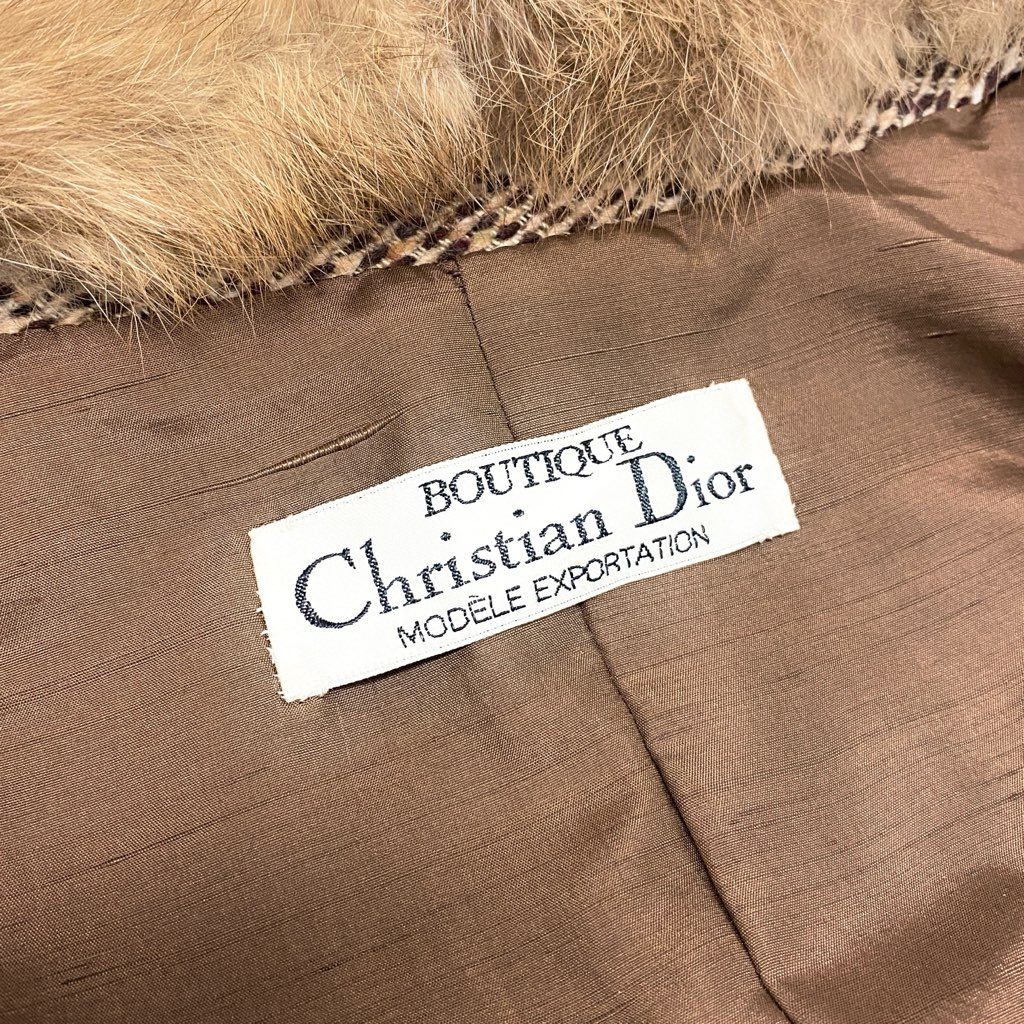 BOUTIQUE
Christian Dior
MODÈLE EXPORTATION